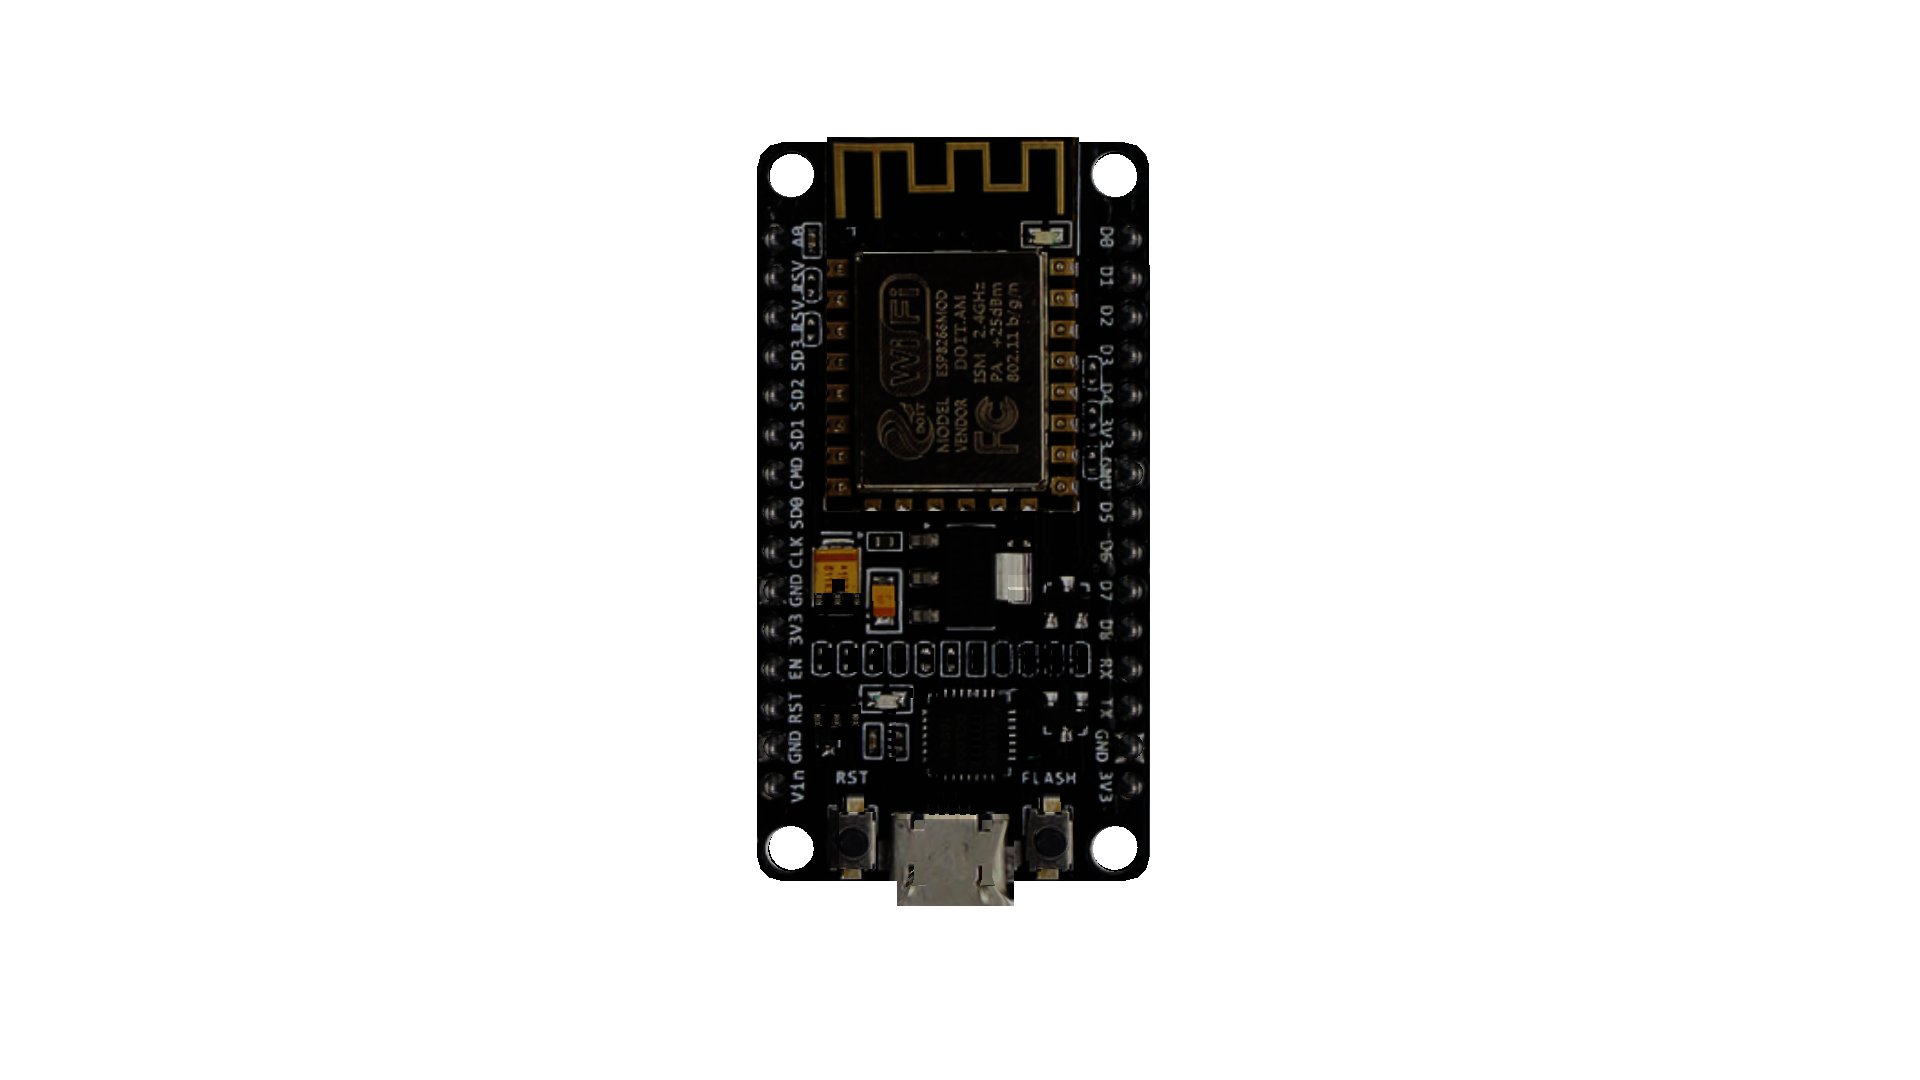 A0
RSV
RSV
SD3
SD2
SD1
CMD
SD0
CLK
GND
3V3
EN
RST
GND
Vin
WiFi
DOIT
MODEL ESP8266MOD
VENDOR DOIT.AM
ISM 2.4GHz
PA +25dBm
802.11 b/g/n
FC
D0
D1
D2
D3
D4
3V3
GND
D5
D6
D7
D8
RX
TX
GND
3V3
RST
FLASH